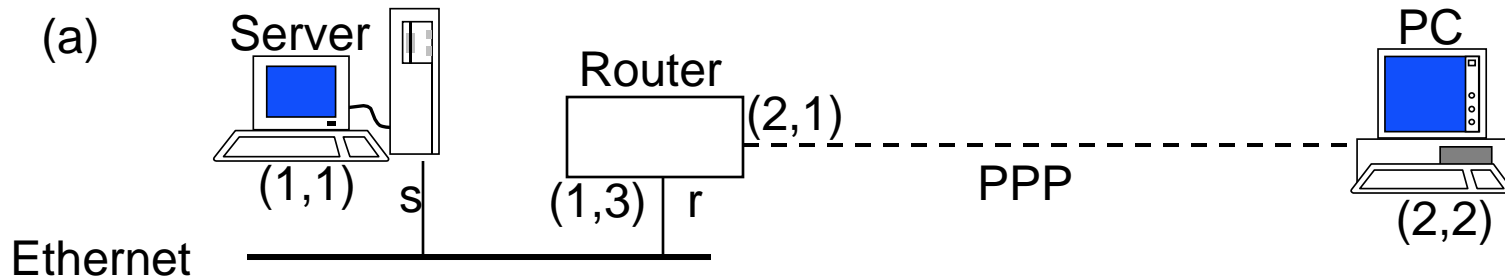 (a)
Server
Router
PC
(2,1)
(1,1)
s
(1,3)
r
PPP
(2,2)
Ethernet